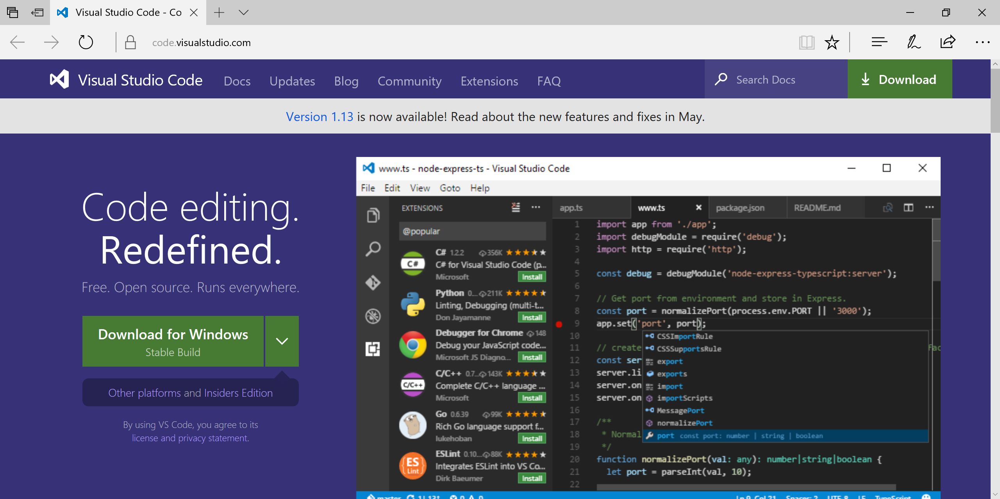 Visual Studio Code - Co
code.visualstudio.com
Visual Studio Code Docs Updates Blog Community Extensions FAQ Search Docs Download
Version 1.13 is now available! Read about the new features and fixes in May.
Code editing.
Redefined.
Free. Open source. Runs everywhere.
Download for Windows
Stable Build
Other platforms and Insiders Edition
By using VS Code, you agree to its
license and privacy statement.
www.ts - node-express-ts - Visual Studio Code
File Edit View Goto Help
EXTENSIONS
@popular
C# 1.2.2 356K
C# for Visual Studio Code (p...
Microsoft Install
Python 0.... 211K
Linting, Debugging (multi-t...
Don Jayamanne Install
Debugger for Chrome 148
Debug your JavaScript code...
Microsoft JS Diagno... Install
C/C++ 0.7... 143K
C/C++
Complete C/C++ language ...
Microsoft Install
Go 0.6.39 99K
Rich Go language support f...
lukehoban Install
ESLint 0.10.... 88K
ES
Lint
Integrates ESLint into VS Co...
Dirk Baeumer Install
app.ts www.ts package.json README.md
1 import app from './app';
2 import debugModule = require('debug');
3 import http = require('http');
4
5 const debug = debugModule('node-express-typescript:server');
6
7 // Get port from environment and store in Express.
8 const port = normalizePort(process.env.PORT || '3000');
9 app.set('port', port);
10
11 // create
12 const ser
13 server.li
14 server.on
15 server.on
16
17 /**
18 * Normal
19 */
20 function normalizePort(val: any): number|string|boolean {
21 let port = parseInt(val, 10);
22
CSSImportRule
CSSSupportsRule
export
exports
import
importScripts
MessagePort
normalizePort
port const port: number | string | boolean
master 0 0 Ln 9, Col 21 Spaces: 2 UTF-8 LF TypeScript